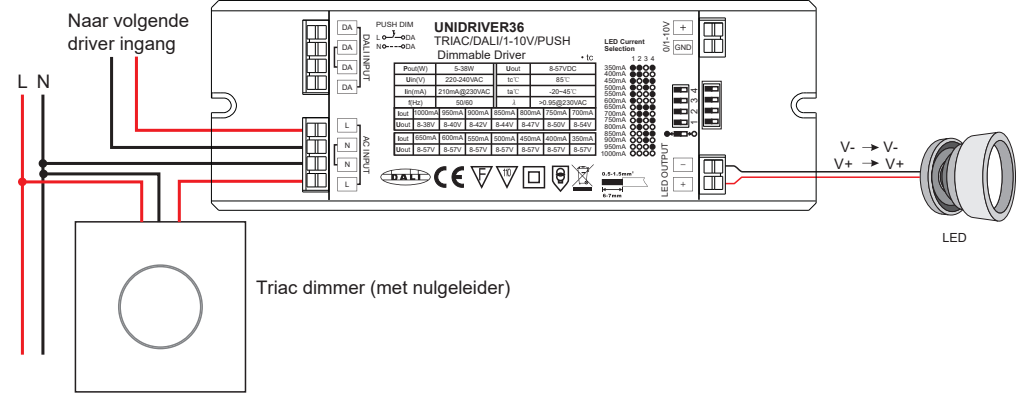 Naar volgende
driver ingang
L N
DA
DA
DA
DA
DALI INPUT
PUSH DIM
L DA
N DA
UNIDRIVER36
TRIAC/DALI/1-10V/PUSH
Dimmable Driver
• tc
Pout(W) 5-38W Uout 8-57VDC
Uin(V) 220-240VAC tc℃ 85℃
Iin(mA) 210mA@230VAC ta℃ -20~45℃
f(Hz) 50/60 λ >0.95@230VAC
Iout 1000mA 950mA 900mA 850mA 800mA 750mA 700mA
Uout 8-38V 8-40V 8-42V 8-44V 8-47V 8-50V 8-54V
Iout 650mA 600mA 550mA 500mA 450mA 400mA 350mA
Uout 8-57V 8-57V 8-57V 8-57V 8-57V 8-57V 8-57V
LED Current
Selection
1 2 3 4
350mA
400mA
450mA
500mA
550mA
600mA
650mA
700mA
750mA
800mA
850mA
900mA
950mA
1000mA
0/1-10V
+
GND
1 2 3 4
L
N
N
L
AC INPUT
DALI
CE
F
110
0.5-1.5mm²
6-7mm
LED OUTPUT
−
+
V- → V-
V+ → V+
LED
Triac dimmer (met nulgeleider)